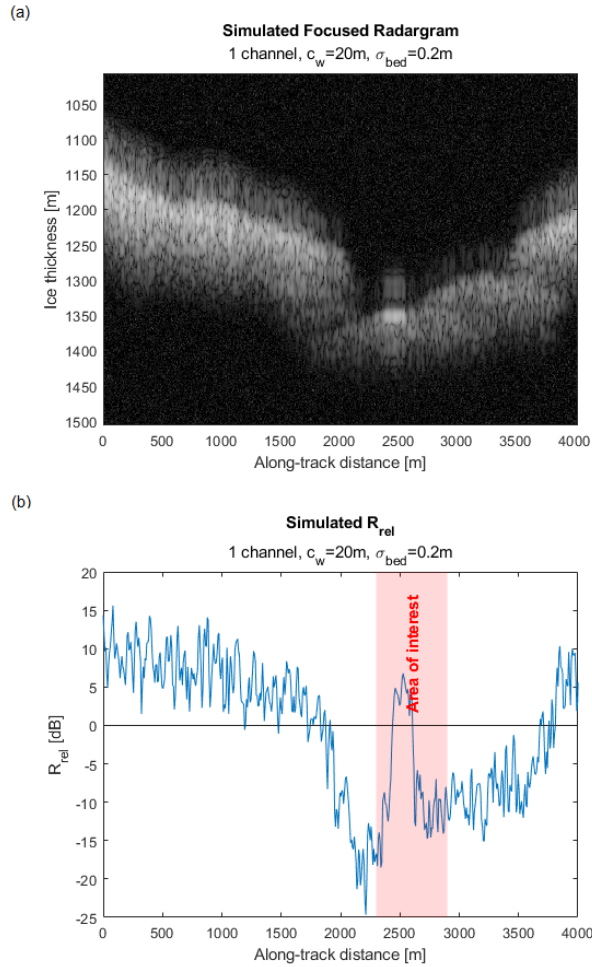 (a)
Simulated Focused Radargram
1 channel, c_w=20m, σ_bed=0.2m
1050
1100
1150
1200
1250
1300
1350
1400
1450
1500
Ice thickness [m]
0 500 1000 1500 2000 2500 3000 3500 4000
Along-track distance [m]
(b)
Simulated R_rel
1 channel, c_w=20m, σ_bed=0.2m
20
15
10
5
0
-5
-10
-15
-20
-25
R_rel [dB]
Area of interest
0 500 1000 1500 2000 2500 3000 3500 4000
Along-track distance [m]